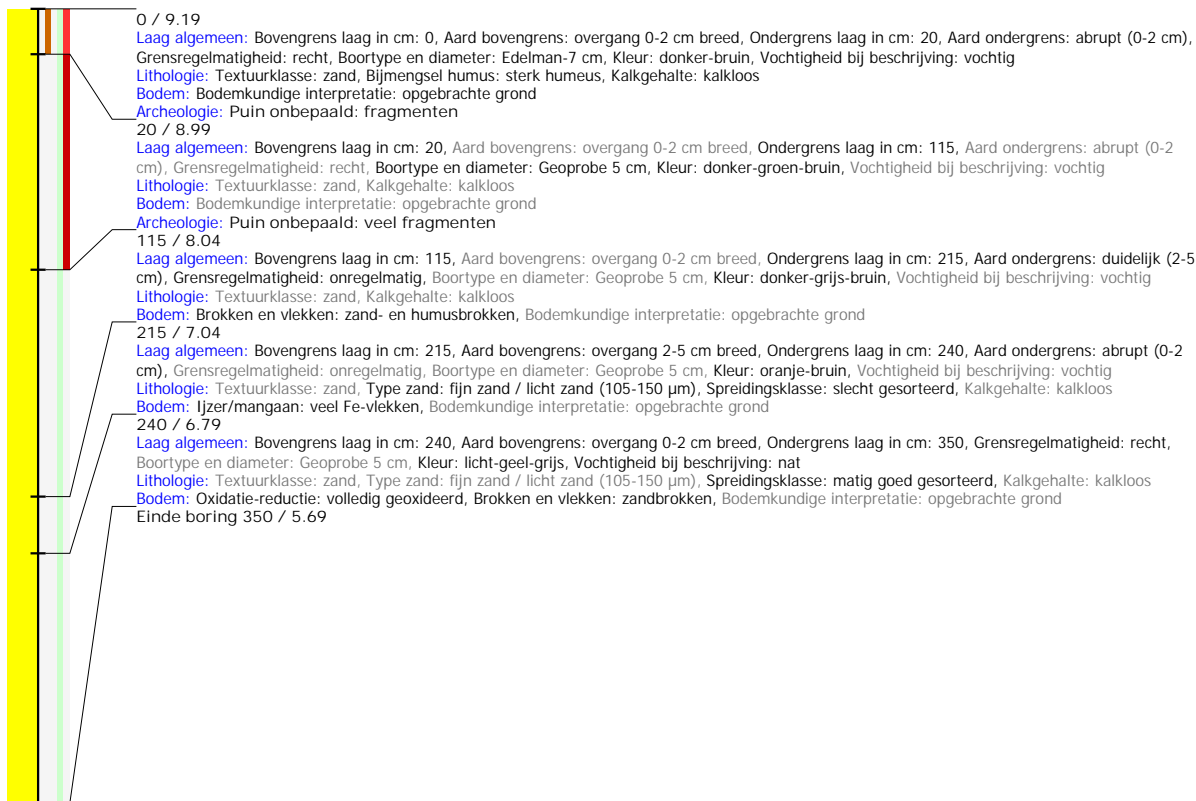 0 / 9.19
Laag algemeen: Bovengrens laag in cm: 0, Aard bovengrens: overgang 0-2 cm breed, Ondergrens laag in cm: 20, Aard ondergrens: abrupt (0-2 cm),
Grensregelmatigheid: recht, Boortype en diameter: Edelman-7 cm, Kleur: donker-bruin, Vochtigheid bij beschrijving: vochtig
Lithologie: Textuurklasse: zand, Bijmengsel humus: sterk humeus, Kalkgehalte: kalkloos
Bodem: Bodemkundige interpretatie: opgebrachte grond
Archeologie: Puin onbepaald: fragmenten
20 / 8.99
Laag algemeen: Bovengrens laag in cm: 20, Aard bovengrens: overgang 0-2 cm breed, Ondergrens laag in cm: 115, Aard ondergrens: abrupt (0-2
cm), Grensregelmatigheid: recht, Boortype en diameter: Geoprobe 5 cm, Kleur: donker-groen-bruin, Vochtigheid bij beschrijving: vochtig
Lithologie: Textuurklasse: zand, Kalkgehalte: kalkloos
Bodem: Bodemkundige interpretatie: opgebrachte grond
Archeologie: Puin onbepaald: veel fragmenten
115 / 8.04
Laag algemeen: Bovengrens laag in cm: 115, Aard bovengrens: overgang 0-2 cm breed, Ondergrens laag in cm: 215, Aard ondergrens: duidelijk (2-5
cm), Grensregelmatigheid: onregelmatig, Boortype en diameter: Geoprobe 5 cm, Kleur: donker-grijs-bruin, Vochtigheid bij beschrijving: vochtig
Lithologie: Textuurklasse: zand, Kalkgehalte: kalkloos
Bodem: Brokken en vlekken: zand- en humusbrokken, Bodemkundige interpretatie: opgebrachte grond
215 / 7.04
Laag algemeen: Bovengrens laag in cm: 215, Aard bovengrens: overgang 2-5 cm breed, Ondergrens laag in cm: 240, Aard ondergrens: abrupt (0-2
cm), Grensregelmatigheid: onregelmatig, Boortype en diameter: Geoprobe 5 cm, Kleur: oranje-bruin, Vochtigheid bij beschrijving: vochtig
Lithologie: Textuurklasse: zand, Type zand: fijn zand / licht zand (105-150 µm), Spreidingsklasse: slecht gesorteerd, Kalkgehalte: kalkloos
Bodem: Ijzer/mangaan: veel Fe-vlekken, Bodemkundige interpretatie: opgebrachte grond
240 / 6.79
Laag algemeen: Bovengrens laag in cm: 240, Aard bovengrens: overgang 0-2 cm breed, Ondergrens laag in cm: 350, Grensregelmatigheid: recht,
Boortype en diameter: Geoprobe 5 cm, Kleur: licht-geel-grijs, Vochtigheid bij beschrijving: nat
Lithologie: Textuurklasse: zand, Type zand: fijn zand / licht zand (105-150 µm), Spreidingsklasse: matig goed gesorteerd, Kalkgehalte: kalkloos
Bodem: Oxidatie-reductie: volledig geoxideerd, Brokken en vlekken: zandbrokken, Bodemkundige interpretatie: opgebrachte grond
Einde boring 350 / 5.69